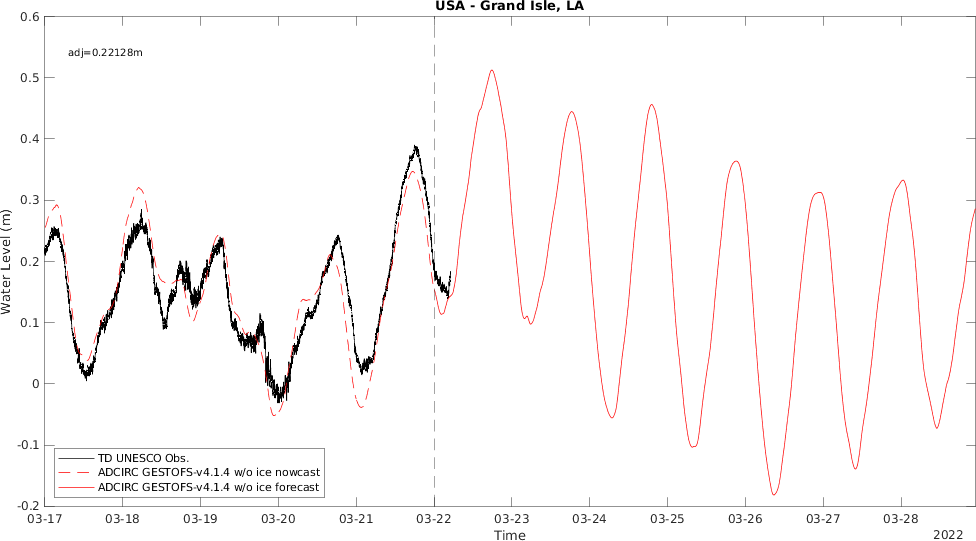 USA - Grand Isle, LA
adj=0.22128m
Water Level (m)
0.6
0.5
0.4
0.3
0.2
0.1
0
-0.1
-0.2
TD UNESCO Obs.
ADCIRC GESTOFS-v4.1.4 w/o ice nowcast
ADCIRC GESTOFS-v4.1.4 w/o ice forecast
03-17 03-18 03-19 03-20 03-21 03-22 03-23 03-24 03-25 03-26 03-27 03-28
Time
2022